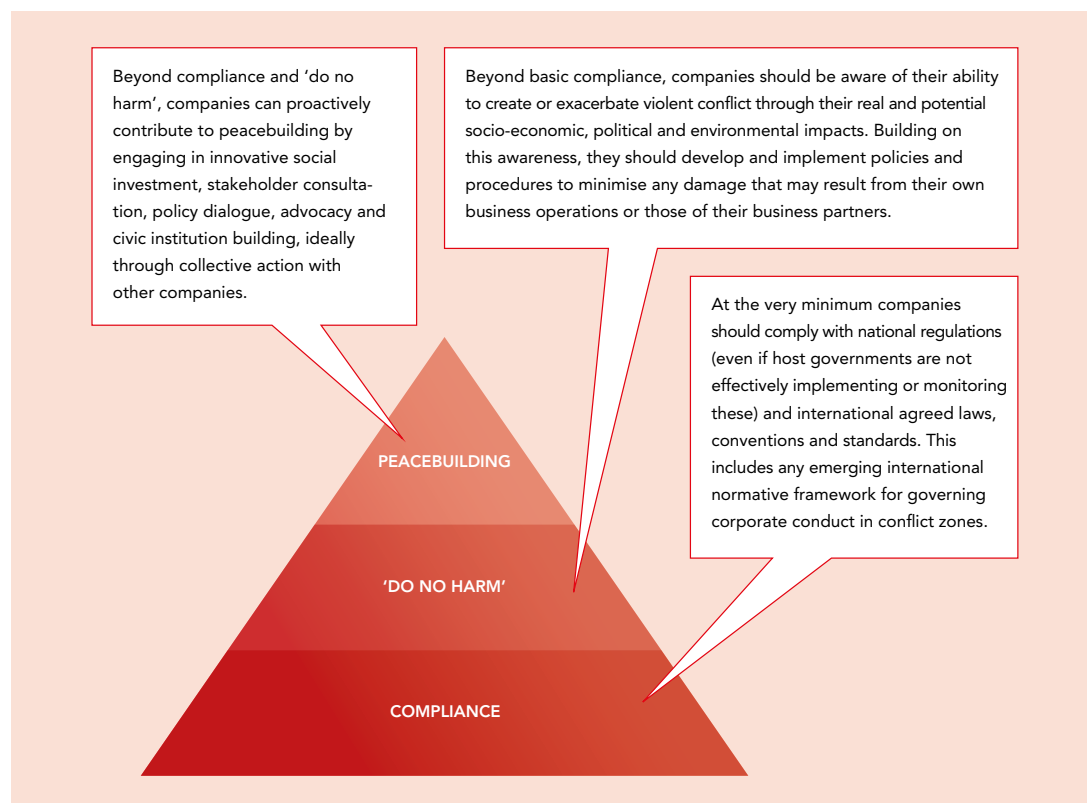 Beyond compliance and ‘do no
harm’, companies can proactively
contribute to peacebuilding by
engaging in innovative social
investment, stakeholder consulta-
tion, policy dialogue, advocacy and
civic institution building, ideally
through collective action with
other companies.
Beyond basic compliance, companies should be aware of their ability
to create or exacerbate violent conflict through their real and potential
socio-economic, political and environmental impacts. Building on
this awareness, they should develop and implement policies and
procedures to minimise any damage that may result from their own
business operations or those of their business partners.
At the very minimum companies
should comply with national regulations
(even if host governments are not
effectively implementing or monitoring
these) and international agreed laws,
conventions and standards. This
includes any emerging international
normative framework for governing
corporate conduct in conflict zones.
PEACEBUILDING
‘DO NO HARM’
COMPLIANCE